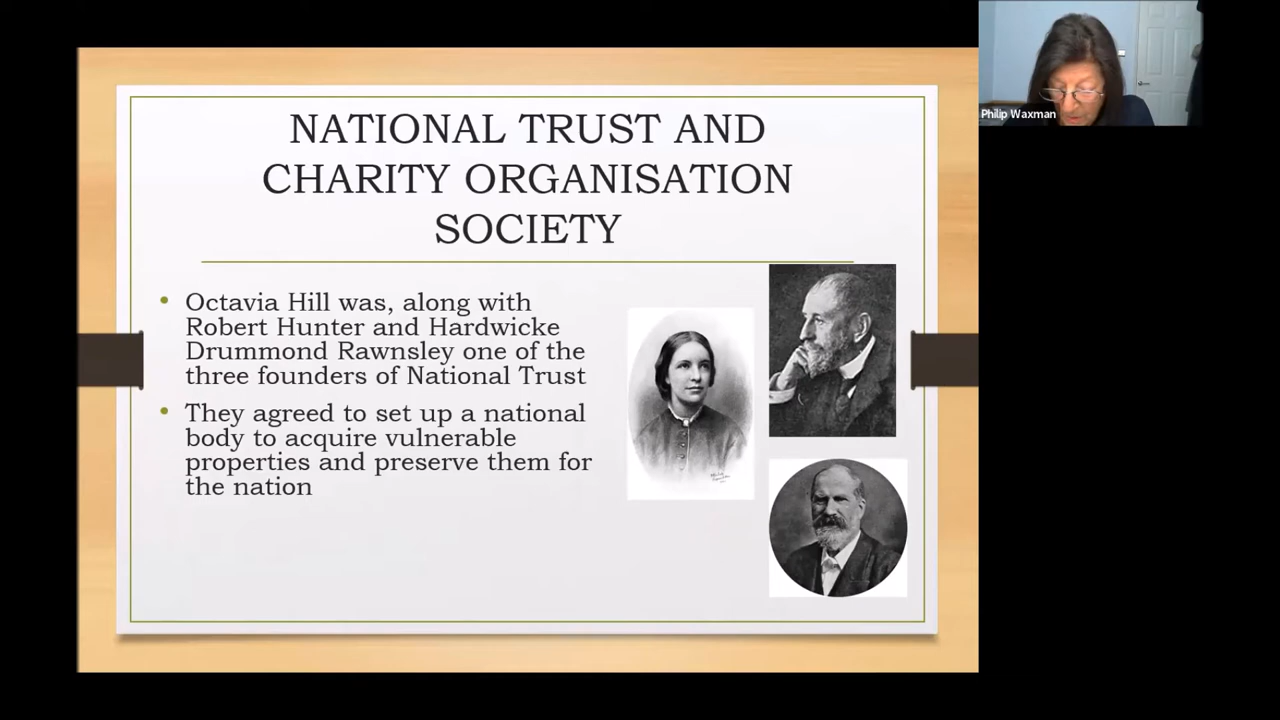 NATIONAL TRUST AND
CHARITY ORGANISATION
SOCIETY
Octavia Hill was, along with
Robert Hunter and Hardwicke
Drummond Rawnsley one of the
three founders of National Trust
They agreed to set up a national
body to acquire vulnerable
properties and preserve them for
the nation
Philip Waxman